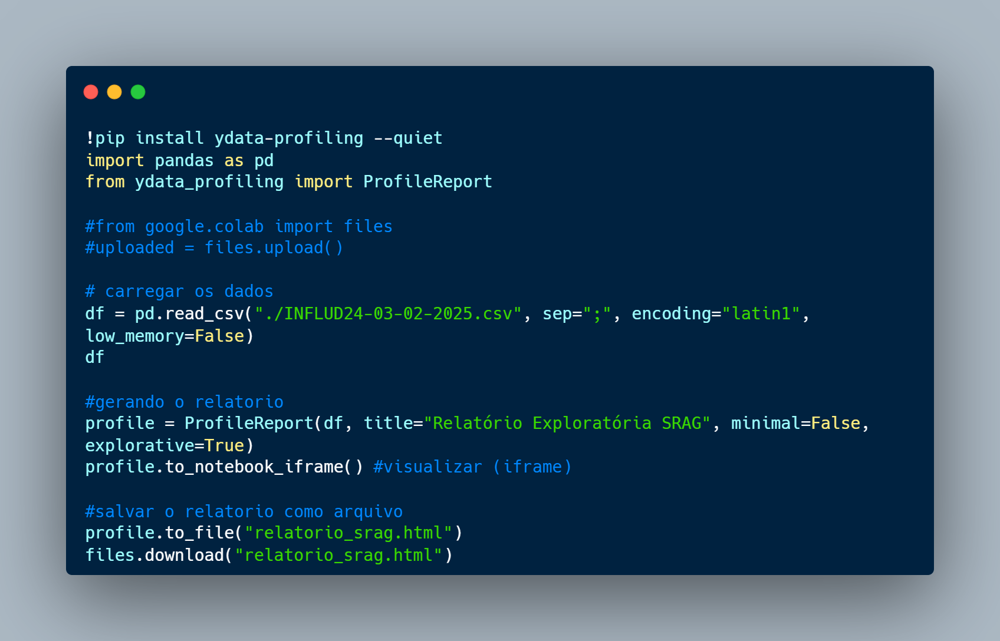 !pip install ydata-profiling --quiet
import pandas as pd
from ydata_profiling import ProfileReport
#from google.colab import files
#uploaded = files.upload()
# carregar os dados
df = pd.read_csv("./INFLUD24-03-02-2025.csv", sep=";", encoding="latin1",
low_memory=False)
df
#gerando o relatorio
profile = ProfileReport(df, title="Relatório Exploratória SRAG", minimal=False,
explorative=True)
profile.to_notebook_iframe() #visualizar (iframe)
#salvar o relatorio como arquivo
profile.to_file("relatorio_srag.html")
files.download("relatorio_srag.html")